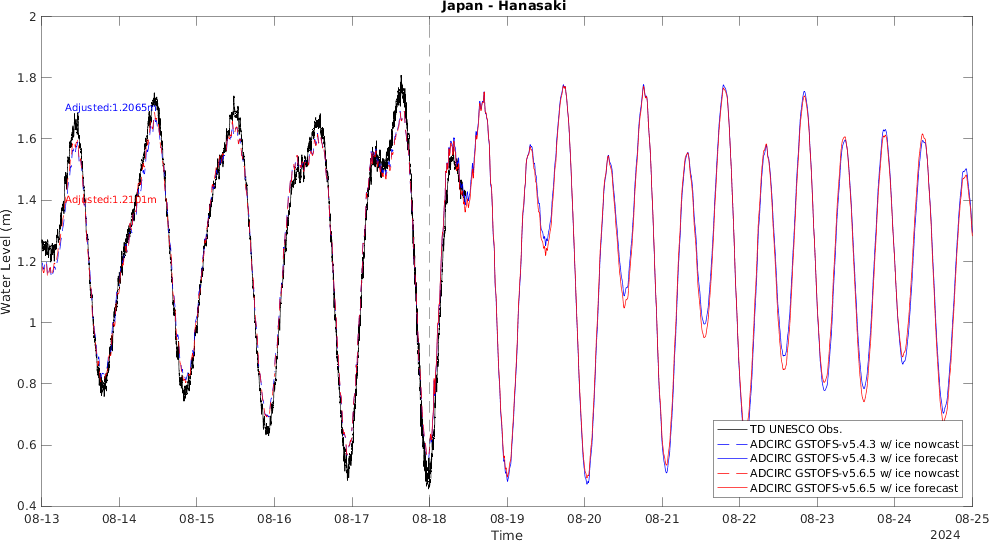 Japan - Hanasaki
2
1.8
1.6
1.4
1.2
1
0.8
0.6
0.4
Water Level (m)
Adjusted:1.2065m
Adjusted:1.2101m
TD UNESCO Obs.
ADCIRC GSTOFS-v5.4.3 w/ ice nowcast
ADCIRC GSTOFS-v5.4.3 w/ ice forecast
ADCIRC GSTOFS-v5.6.5 w/ ice nowcast
ADCIRC GSTOFS-v5.6.5 w/ ice forecast
08-13 08-14 08-15 08-16 08-17 08-18 08-19 08-20 08-21 08-22 08-23 08-24 08-25
Time
2024